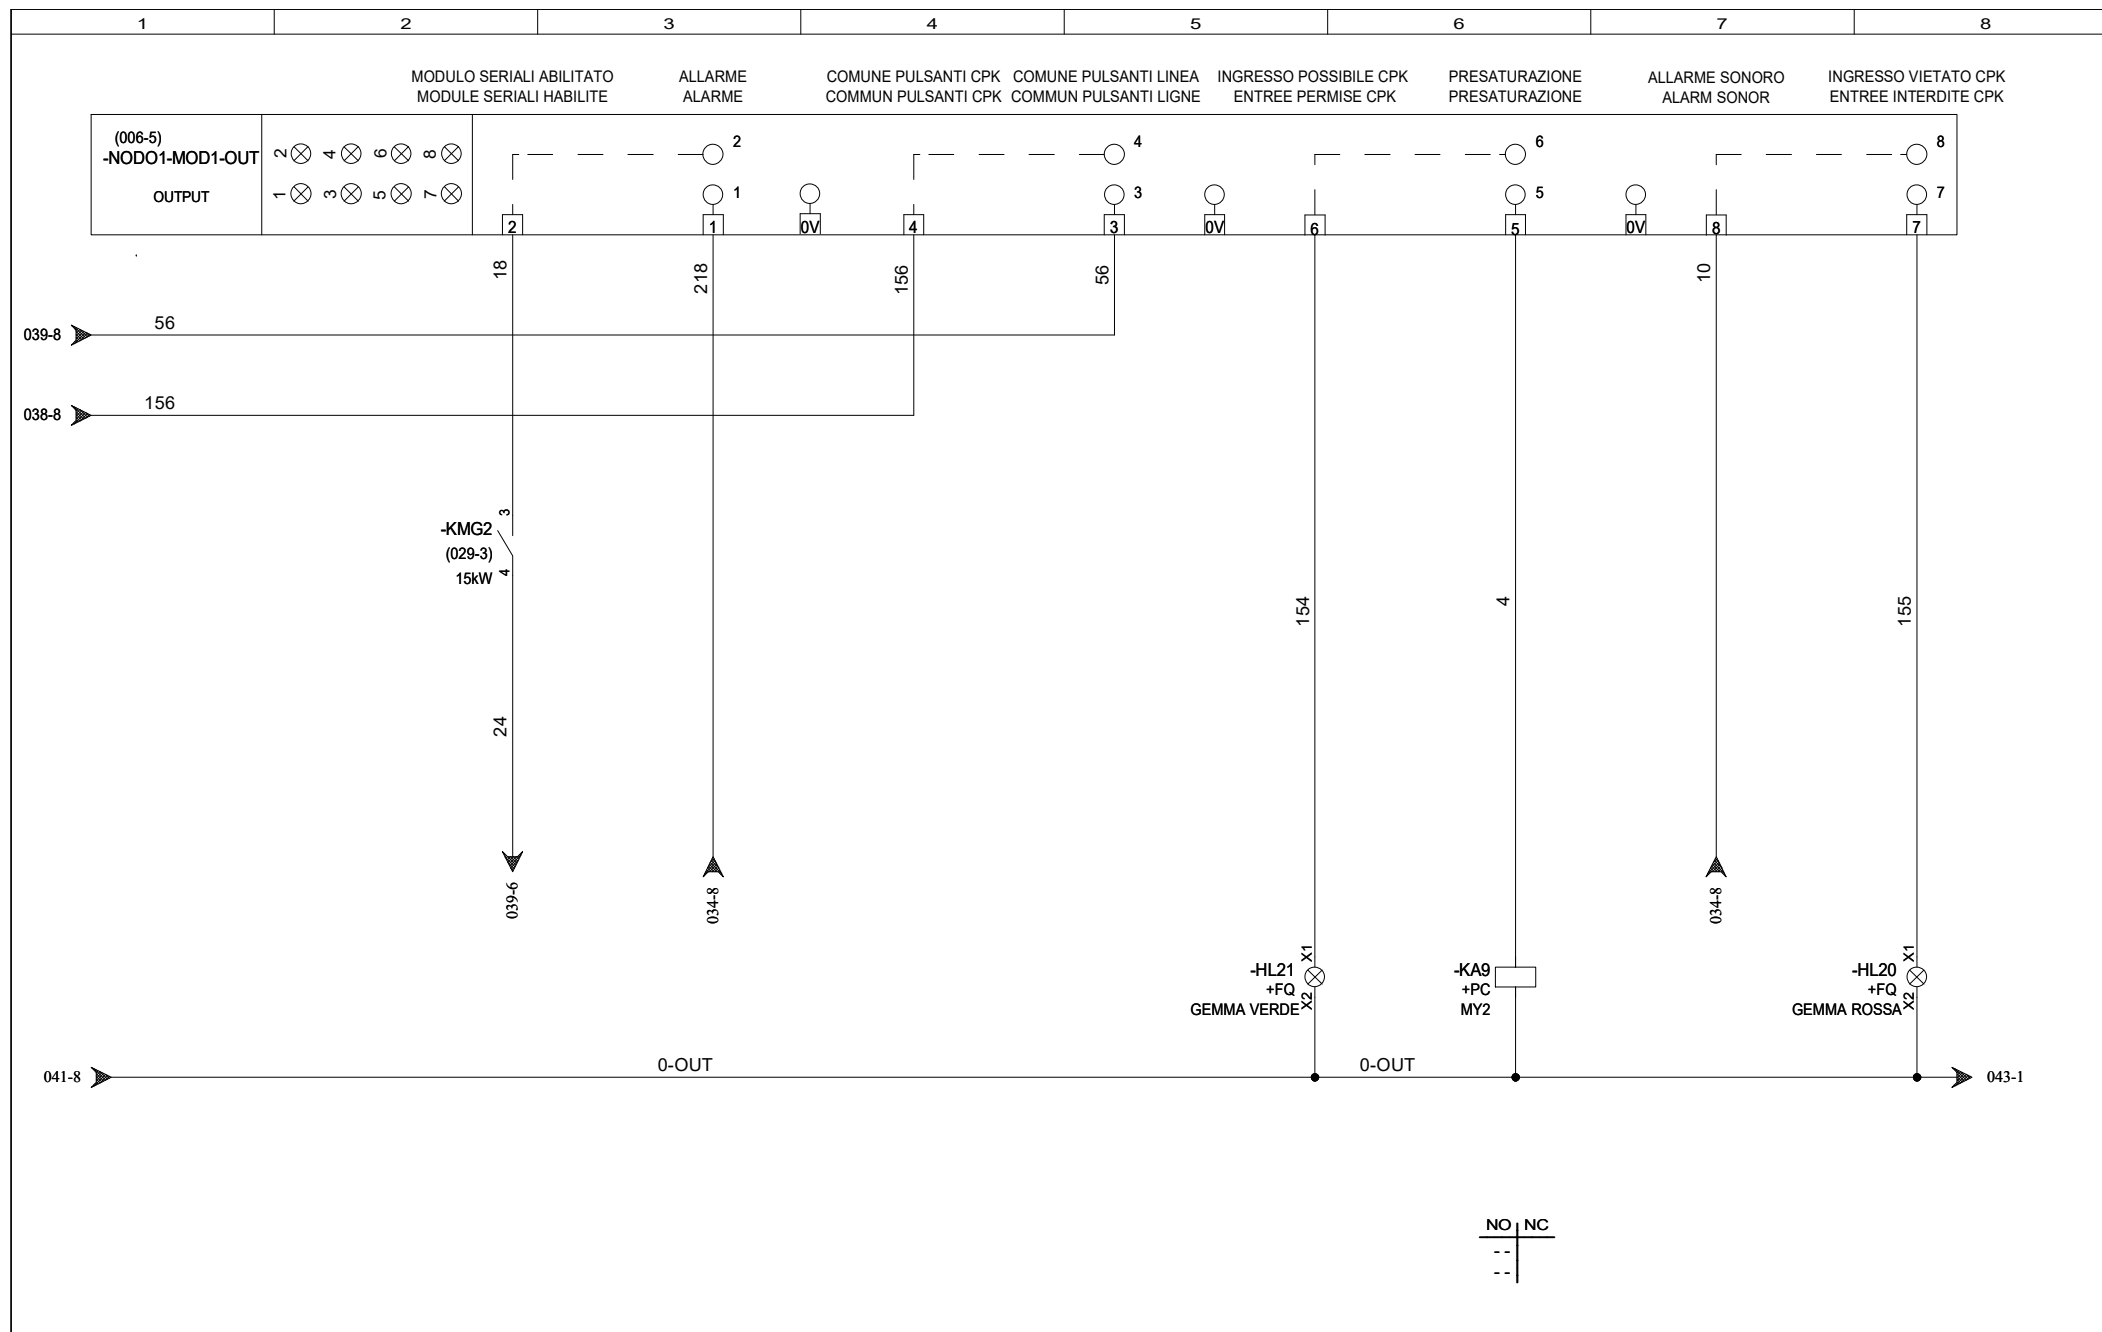 1 2 3 4 5 6 7 8
MODULO SERIALI ABILITATO
MODULE SERIALI HABILITE
ALLARME
ALARME
COMUNE PULSANTI CPK
COMMUN PULSANTI CPK
COMUNE PULSANTI LINEA
COMMUN PULSANTI LIGNE
INGRESSO POSSIBILE CPK
ENTREE PERMISE CPK
PRESATURAZIONE
PRESATURAZIONE
ALLARME SONORO
ALARM SONOR
INGRESSO VIETATO CPK
ENTREE INTERDITE CPK
(006-5)
-NODO1-MOD1-OUT
OUTPUT
2 4 6 8
1 3 5 7
2 4 6 8
1 3 5 7
2 1 0V 4 3 0V 6 5 0V 8 7
18 218 156 56 10
039-8 56
038-8 156
3
-KMG2
(029-3)
15kW 4
154 4 155
24
039-6 034-8 034-8
X1
-HL21
+FQ
GEMMA VERDE X2
-KA9
+PC
MY2
X1
-HL20
+FQ
GEMMA ROSSA X2
041-8 0-OUT 0-OUT 043-1
NO NC
--
--